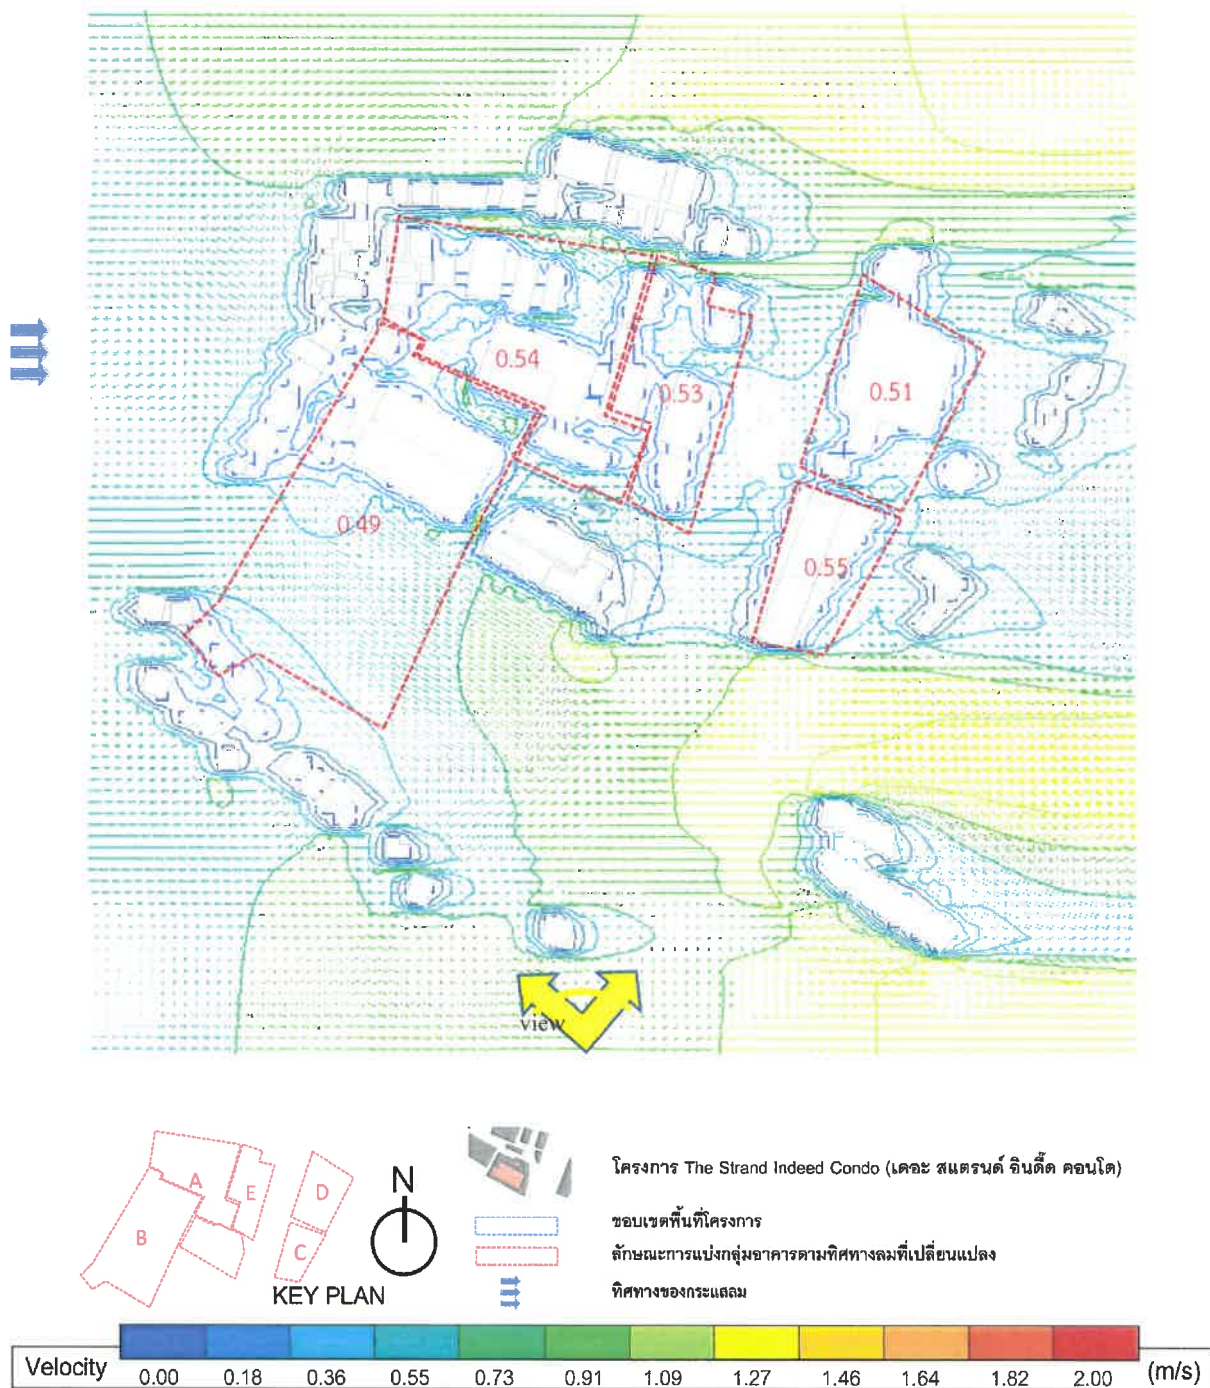 0.54
0.53
0.51
0.49
0.55
view
A
E
D
B
C
N
KEY PLAN
โครงการ The Strand Indeed Condo (เดอะ สแตรนด์ อินดี้ด คอนโด)
ขอบเขตพื้นที่โครงการ
ลักษณะการแบ่งกลุ่มอาคารตามทิศทางลมที่เปลี่ยนแปลง
ทิศทางของกระแสลม
Velocity 0.00 0.18 0.36 0.55 0.73 0.91 1.09 1.27 1.46 1.64 1.82 2.00 (m/s)